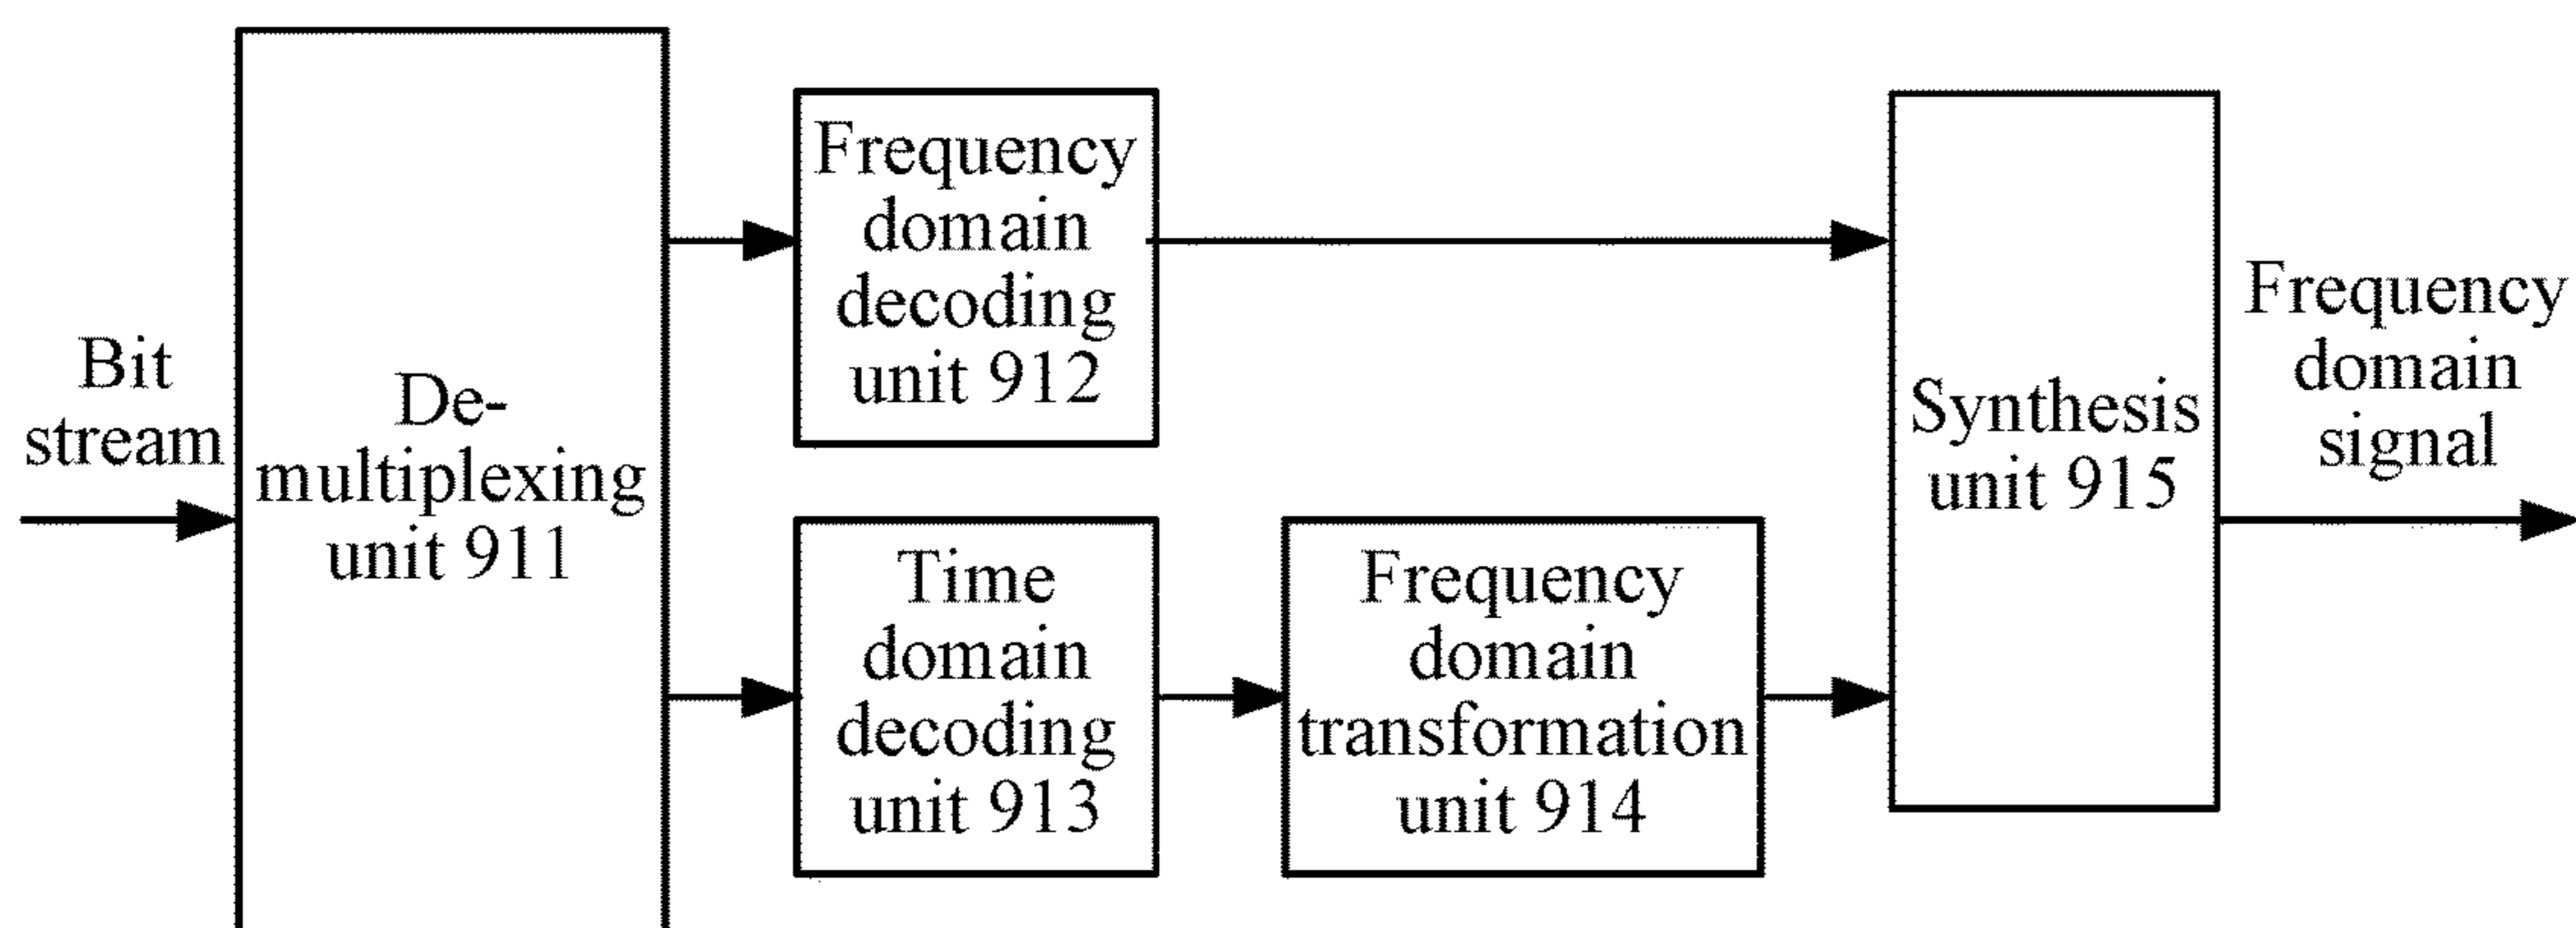 Bit
stream
De-
multiplexing
unit 911
Frequency
domain
decoding
unit 912
Time
domain
decoding
unit 913
Frequency
domain
transformation
unit 914
Synthesis
unit 915
Frequency
domain
signal